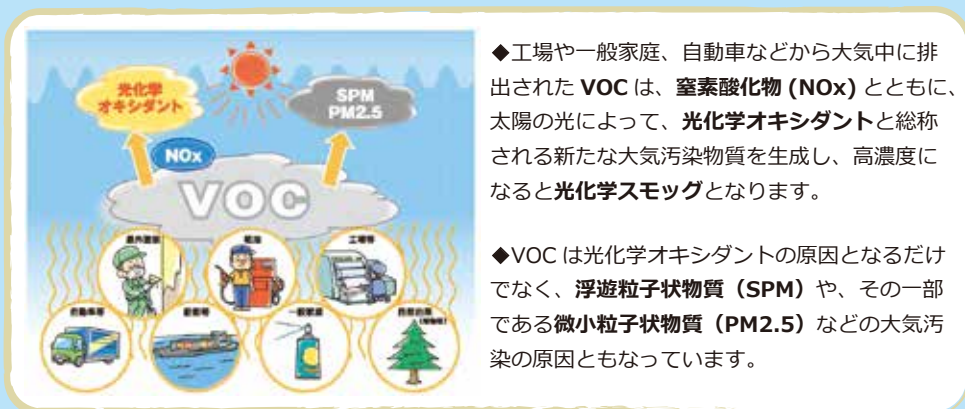 光化学
オキシダント
SPM
PM2.5
NOx
VOC
給油
工場等
自動車等
船舶等
一般家庭
◆工場や一般家庭、自動車などから大気中に排
出された VOC は、窒素酸化物 (NOx) とともに、
太陽の光によって、光化学オキシダントと総称
される新たな大気汚染物質を生成し、高濃度に
なると光化学スモッグとなります。
◆VOC は光化学オキシダントの原因となるだけ
でなく、浮遊粒子状物質（SPM）や、その一部
である微小粒子状物質（PM2.5）などの大気汚
染の原因ともなっています。